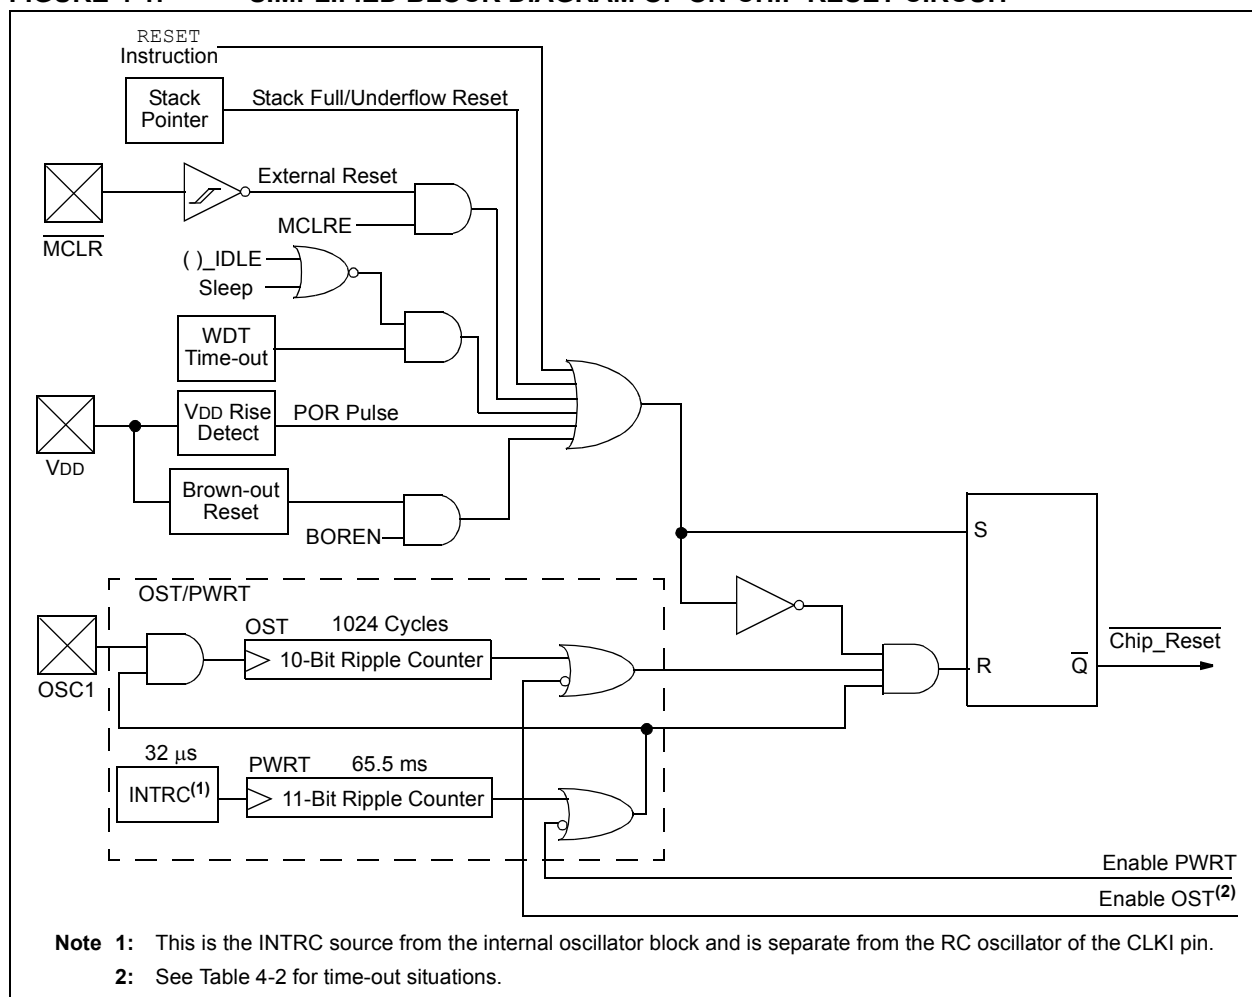 RESET
Instruction
Stack
Pointer
Stack Full/Underflow Reset
External Reset
MCLR
MCLRE
( )_IDLE
Sleep
WDT
Time-out
VDD Rise
Detect
POR Pulse
VDD
Brown-out
Reset
BOREN
S
OST/PWRT
OST
1024 Cycles
10-Bit Ripple Counter
OSC1
R
Q
Chip_Reset
32 μs
PWRT
65.5 ms
INTRC(1)
11-Bit Ripple Counter
Enable PWRT
Enable OST(2)
Note 1: This is the INTRC source from the internal oscillator block and is separate from the RC oscillator of the CLKI pin.
2: See Table 4-2 for time-out situations.